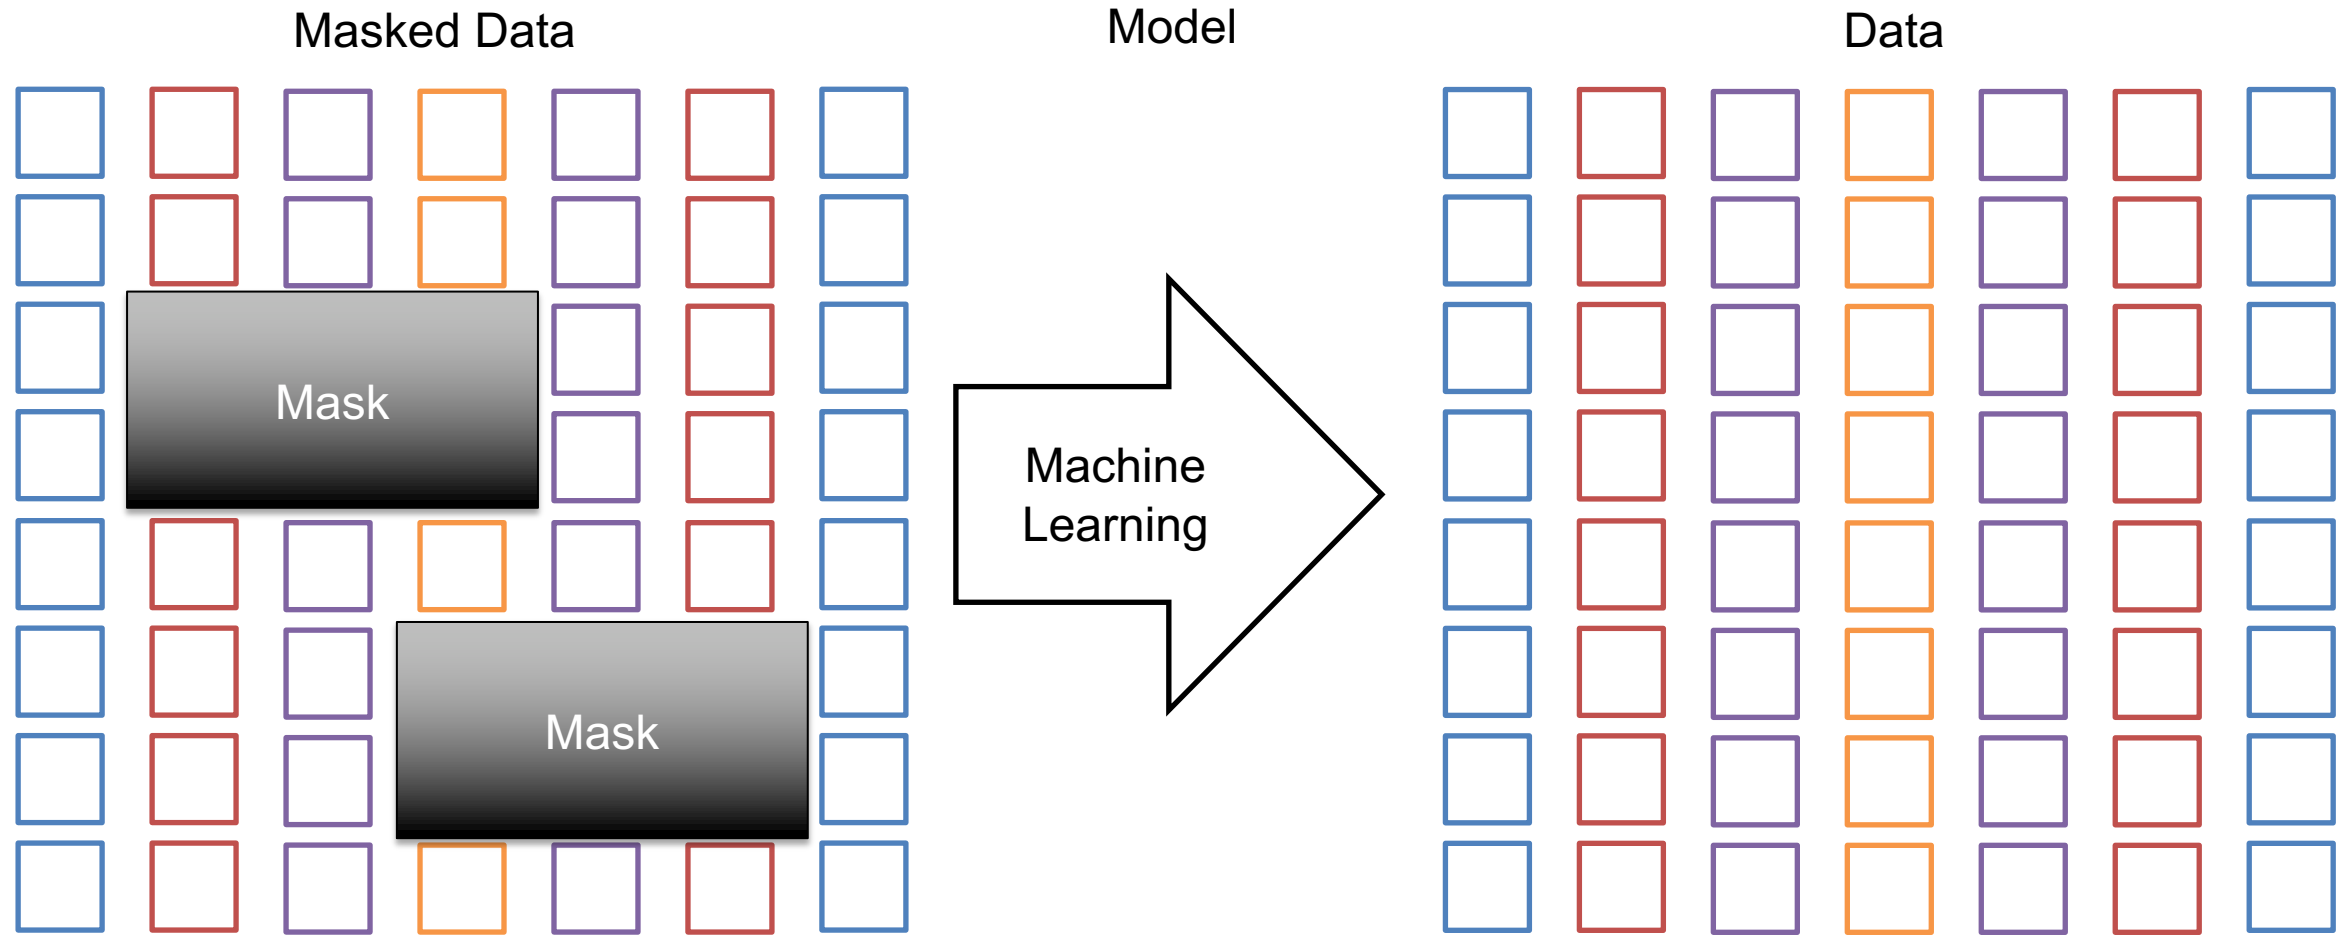 Masked Data
Model
Data
Mask
Machine
Learning
Mask